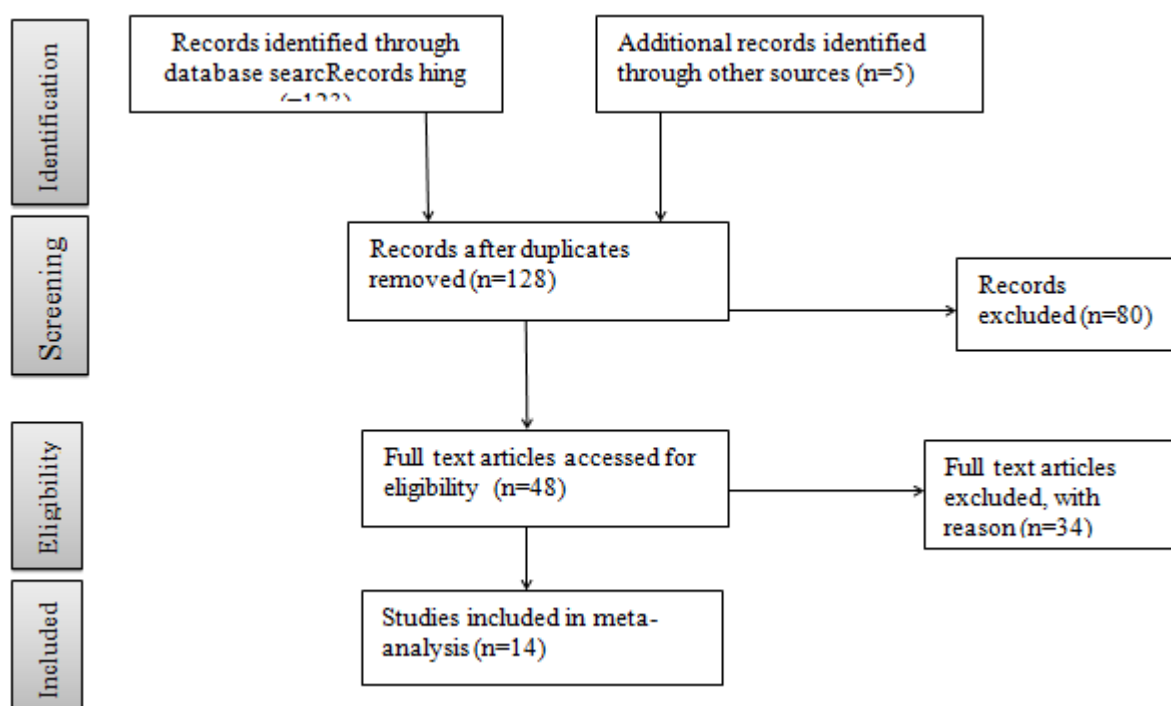 Identification
Records identified through
database searcRecords hing
Additional records identified
through other sources (n=5)
Screening
Records after duplicates
removed (n=128)
Records
excluded (n=80)
Eligibility
Full text articles accessed for
eligibility (n=48)
Full text articles
excluded, with
reason (n=34)
Included
Studies included in meta-
analysis (n=14)